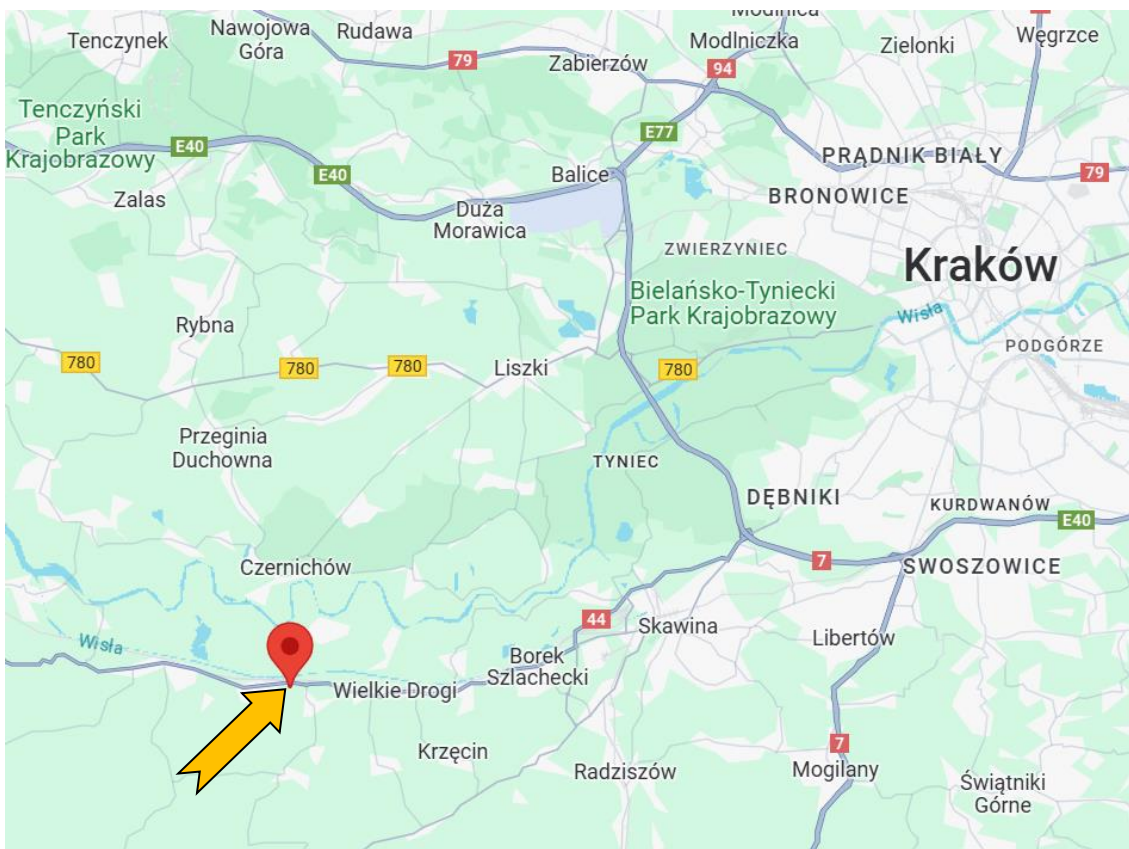 Modlnica
Tenczynek
Nawojowa
Góra
Rudawa
Modlniczka
Zielonki
Węgrzce
79
Zabierzów
94
Tenczyński
Park
Krajobrazowy
E40
E77
PRĄDNIK BIAŁY
79
E40
Balice
BRONOWICE
Zalas
Duża
Morawica
ZWIERZYNIEC
Kraków
Bielańsko-Tyniecki
Park Krajobrazowy
Wisła
Rybna
PODGÓRZE
780
780
780
Liszki
780
Przeginia
Duchowna
TYNIEC
DĘBNIKI
KURDWANÓW
E40
Czernichów
7
SWOSZOWICE
44
Skawina
Libertów
Wisła
Borek
Szlachecki
Wielkie Drogi
Krzęcin
7
Radziszów
Mogilany
Świątniki
Górne